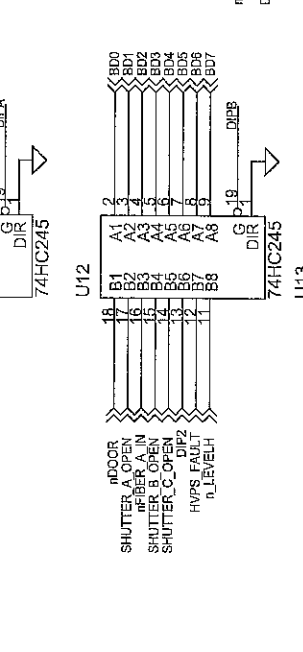 DIPA
19
G
1
DIR
74HC245
U12
18 B1 A1 2 BD0
17 B2 A2 3 BD1
16 B3 A3 4 BD2
15 B4 A4 5 BD3
14 B5 A5 6 BD4
13 B6 A6 7 BD5
12 B7 A7 8 BD6
11 B8 A8 9 BD7
nDOOR
SHUTTER_A_OPEN
nFIBER_A_IN
SHUTTER_B_OPEN
SHUTTER_C_OPEN
DIP2
HVPS_FAULT
n_LEVELH
G 19 DIPB
DIR 1
74HC245
U13